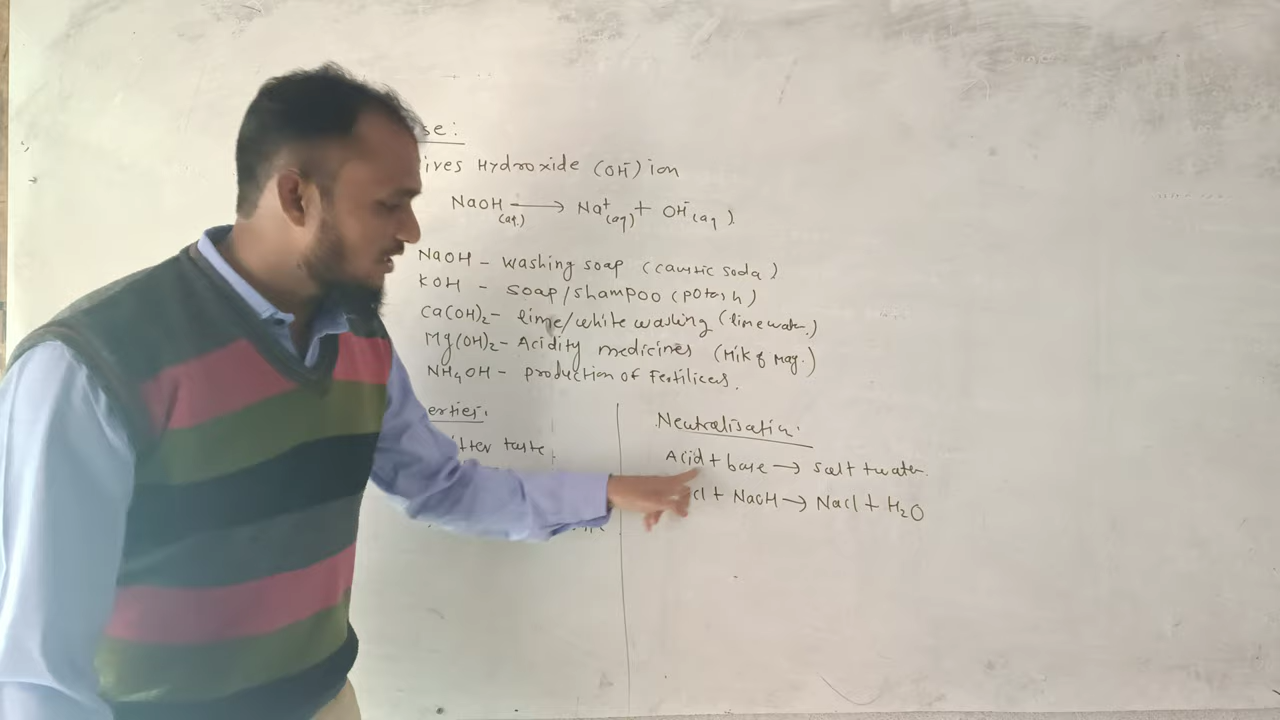 se:
ives Hydroxide (OH⁻) ion
NaOH(aq.) ⟶ Na⁺(aq) + OH⁻(aq)
NaOH – washing soap (caustic soda)
KOH – soap/shampoo (potash)
Ca(OH)₂ – lime/white washing (lime water.)
Mg(OH)₂ – Acidity medicines (Milk of Mag.)
NH₄OH – production of Fertilizers.
erties:
itter taste
Neutralisation:
Acid + base → salt + water.
cl + NaOH → Nacl + H₂O